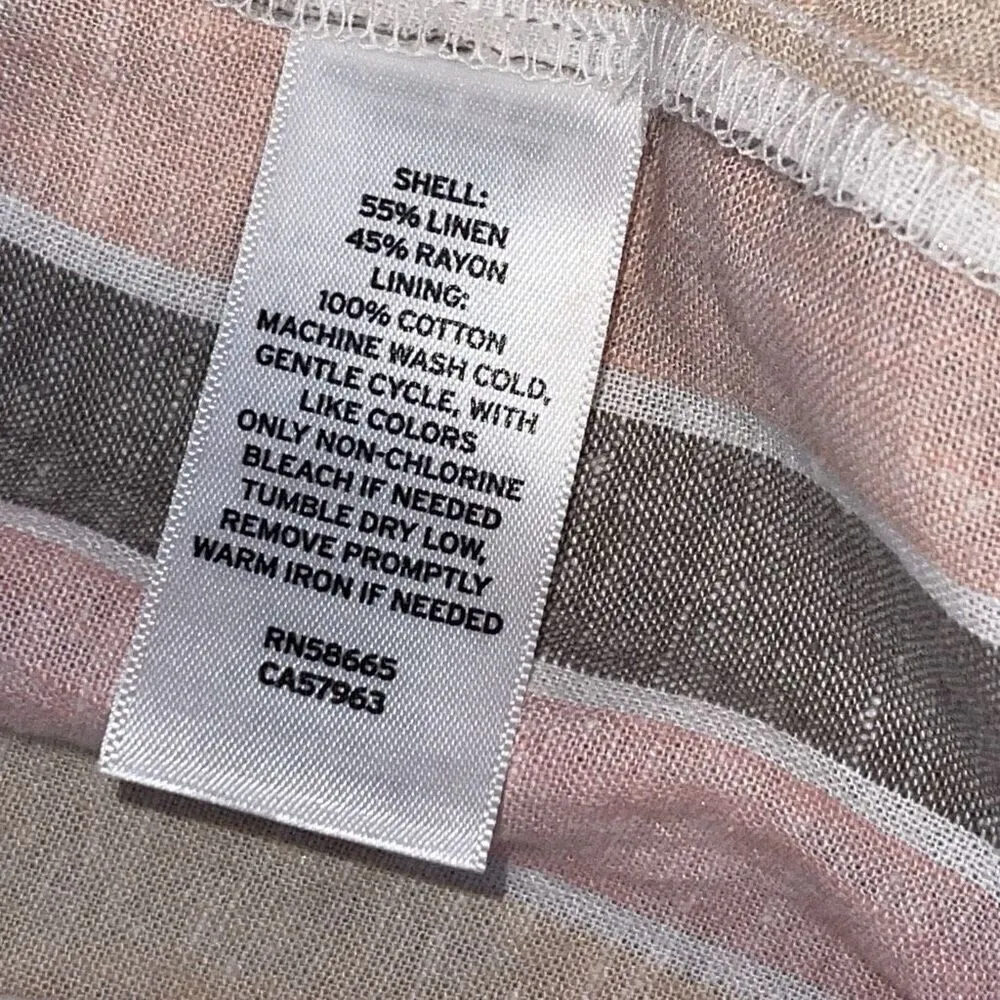 SHELL:
55% LINEN
45% RAYON
LINING:
100% COTTON
MACHINE WASH COLD,
GENTLE CYCLE, WITH
LIKE COLORS
ONLY NON-CHLORINE
BLEACH IF NEEDED
TUMBLE DRY LOW,
REMOVE PROMPTLY
WARM IRON IF NEEDED
RN58665
CA57963